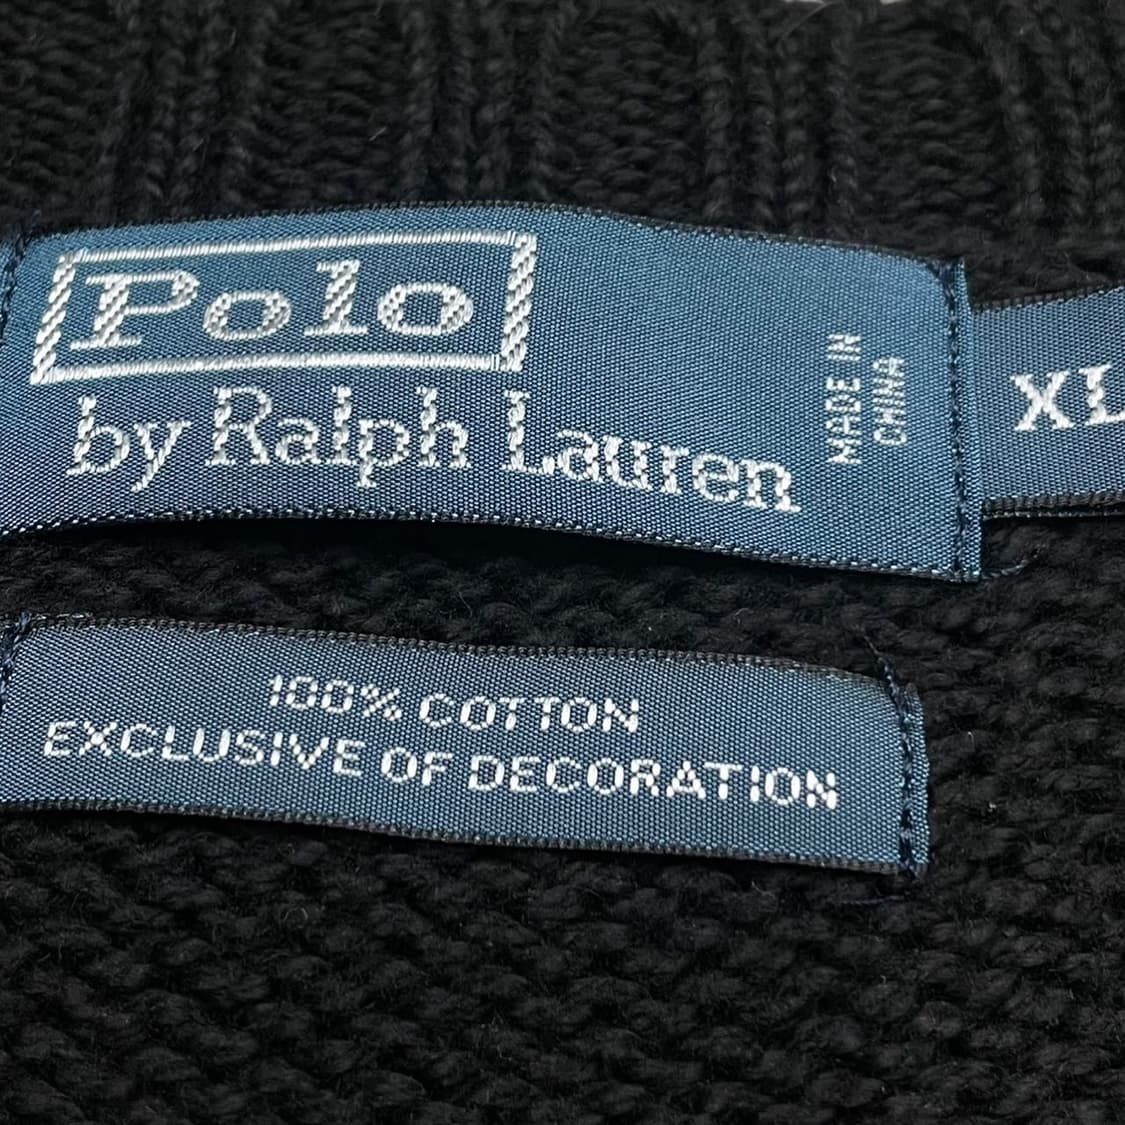 Polo
by Ralph Lauren
MADE IN
CHINA
XL
100% COTTON
EXCLUSIVE OF DECORATION